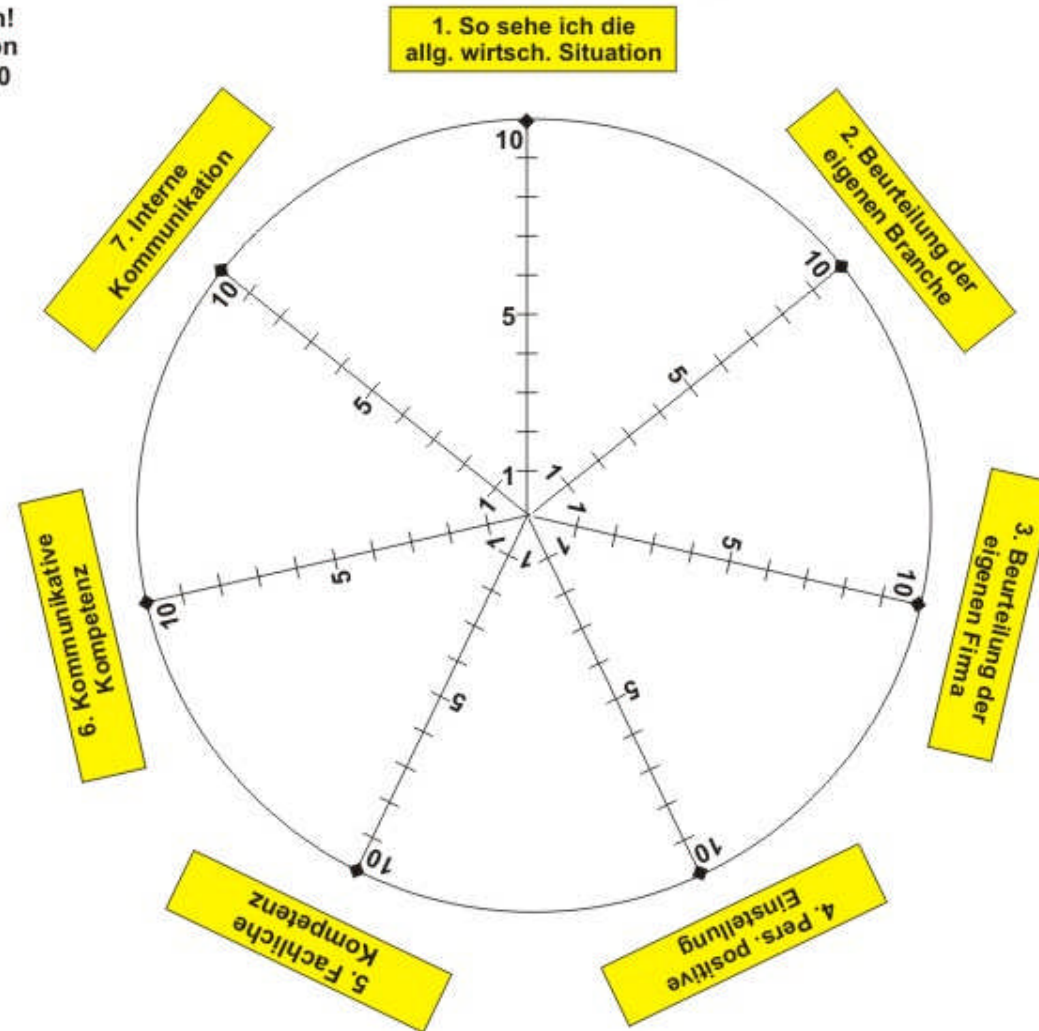 1. So sehe ich die
allg. wirtsch. Situation
2. Beurteilung der
eigenen Branche
3. Beurteilung der
eigenen Firma
4. Pers. positive
Einstellung
5. Fachliche
Kompetenz
6. Kommunikative
Kompetenz
7. Interne
Kommunikation
10
5
1
10
5
1
10
5
1
10
5
1
10
5
1
10
5
1
10
5
1